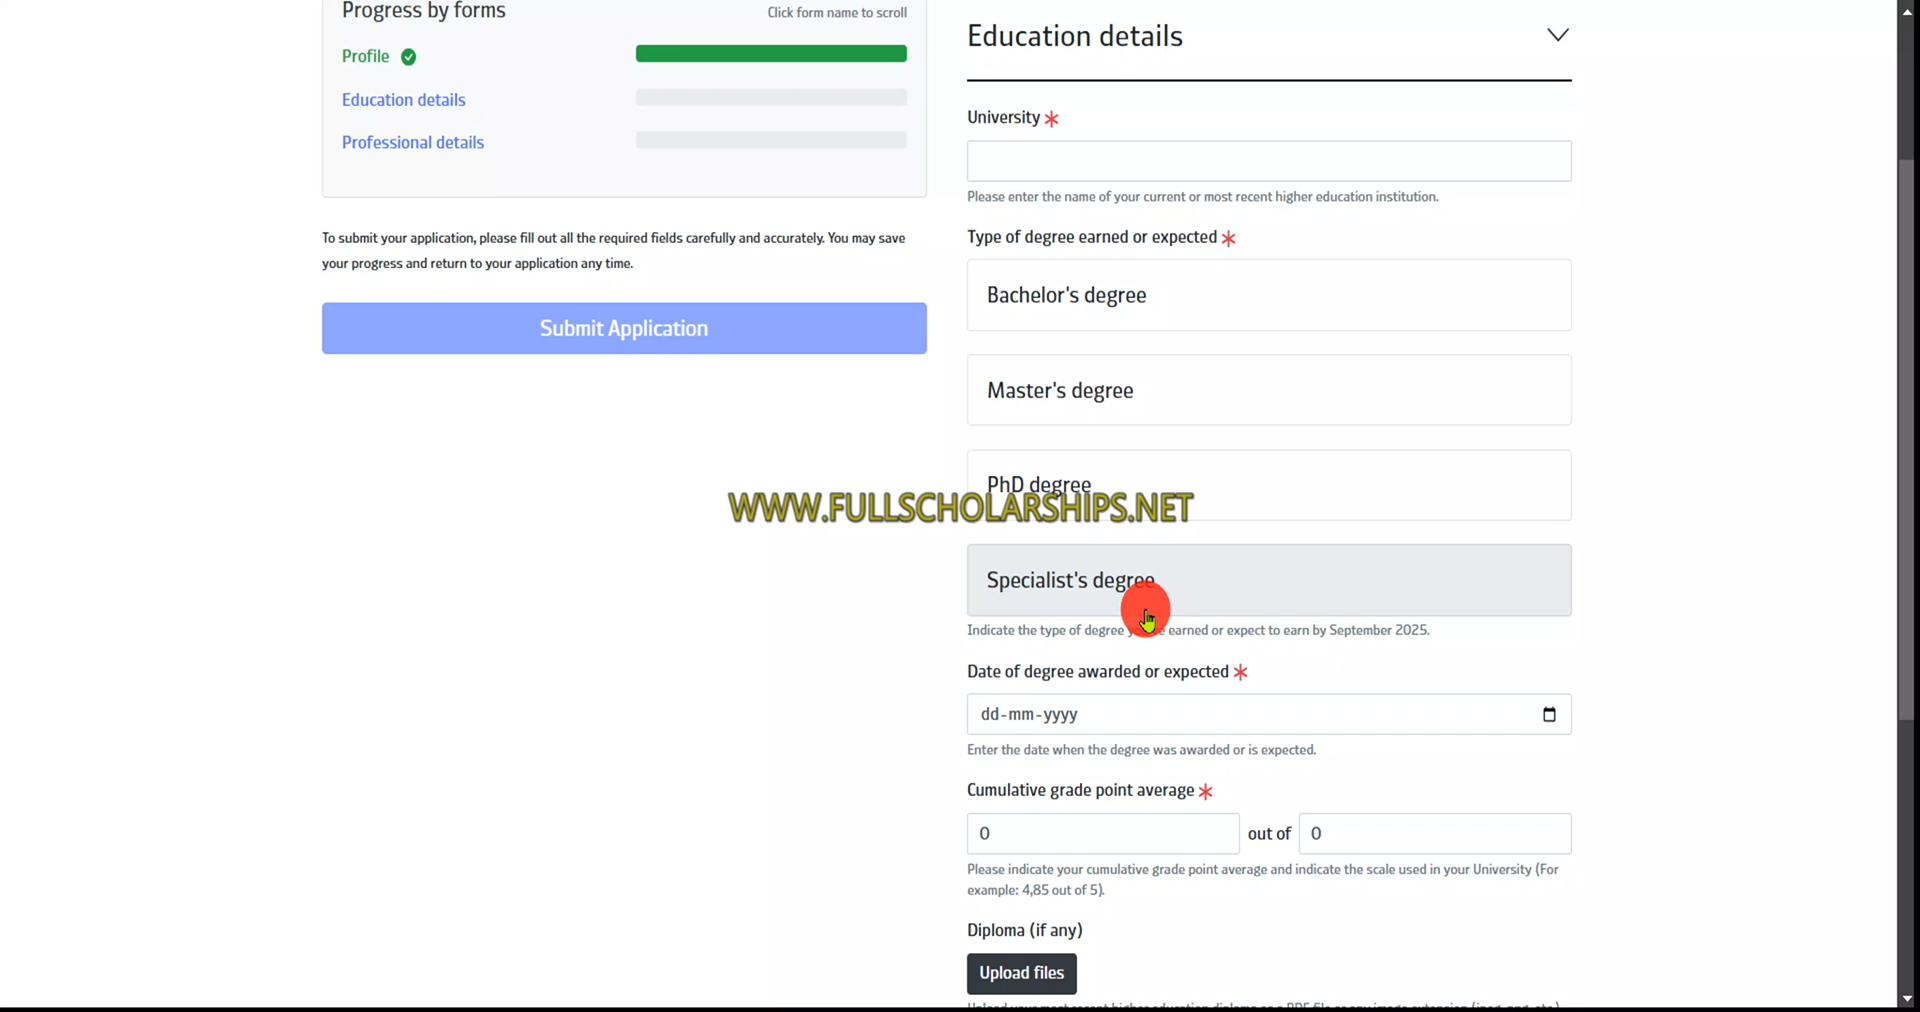 Progress by forms
Click form name to scroll
Profile
Education details
Professional details
To submit your application, please fill out all the required fields carefully and accurately. You may save
your progress and return to your application any time.
Submit Application
Education details
University *
Please enter the name of your current or most recent higher education institution.
Type of degree earned or expected *
Bachelor's degree
Master's degree
PhD degree
WWW.FULLSCHOLARSHIPS.NET
Specialist's degree
Indicate the type of degree earned or expect to earn by September 2025.
Date of degree awarded or expected *
dd-mm-yyyy
Enter the date when the degree was awarded or is expected.
Cumulative grade point average *
0 out of 0
Please indicate your cumulative grade point average and indicate the scale used in your University (For
example: 4,85 out of 5).
Diploma (if any)
Upload files